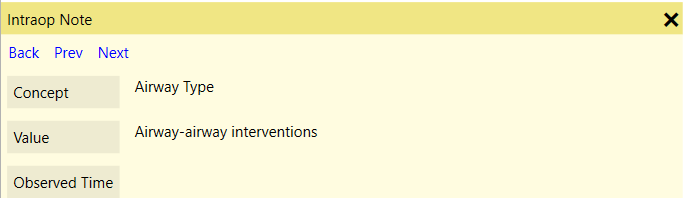 Intraop Note
Back Prev Next
Concept Airway Type
Value Airway-airway interventions
Observed Time